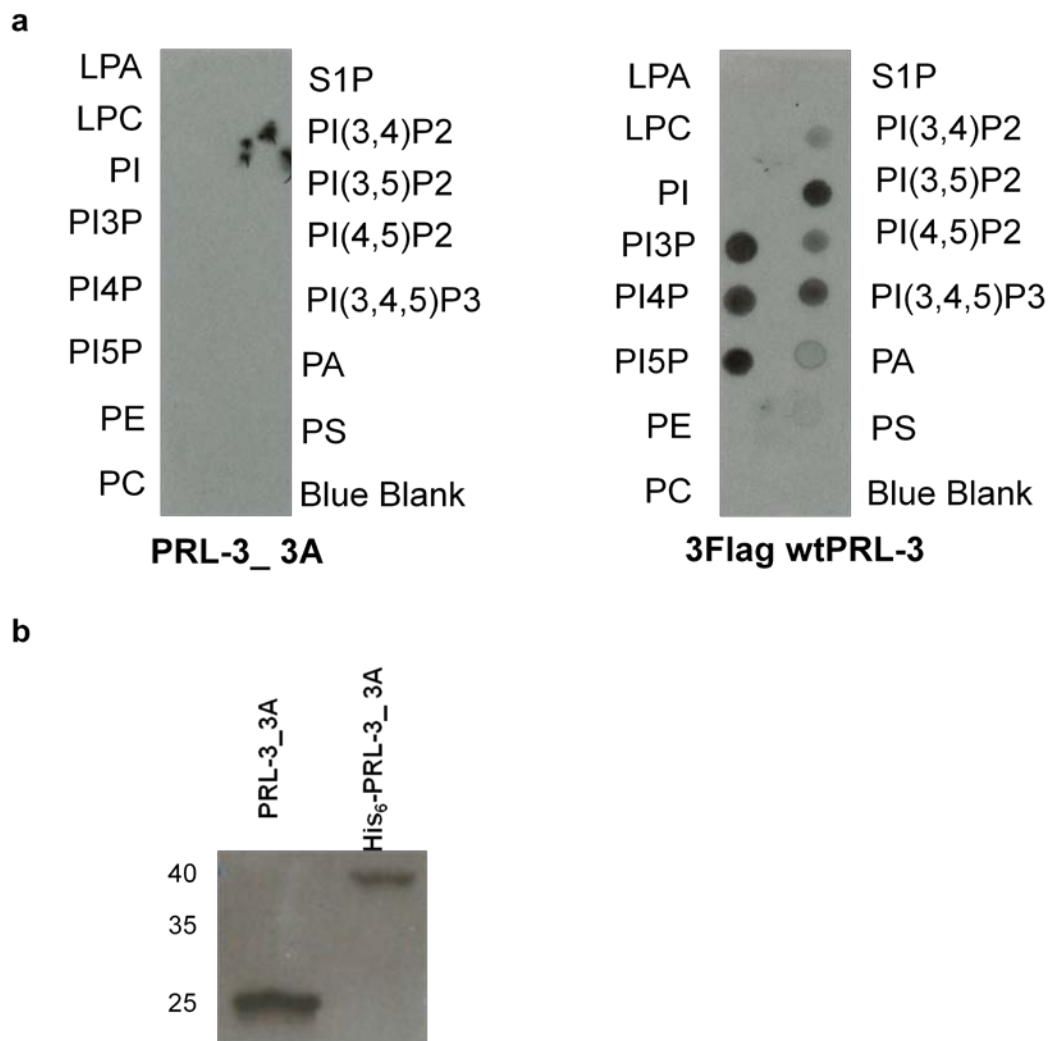 a
LPA
LPC
PI
PI3P
PI4P
PI5P
PE
PC
S1P
PI(3,4)P2
PI(3,5)P2
PI(4,5)P2
PI(3,4,5)P3
PA
PS
Blue Blank
PRL-3_ 3A
LPA
LPC
PI
PI3P
PI4P
PI5P
PE
PC
S1P
PI(3,4)P2
PI(3,5)P2
PI(4,5)P2
PI(3,4,5)P3
PA
PS
Blue Blank
3Flag wtPRL-3
b
PRL-3_3A
His₆-PRL-3_ 3A
40
35
25